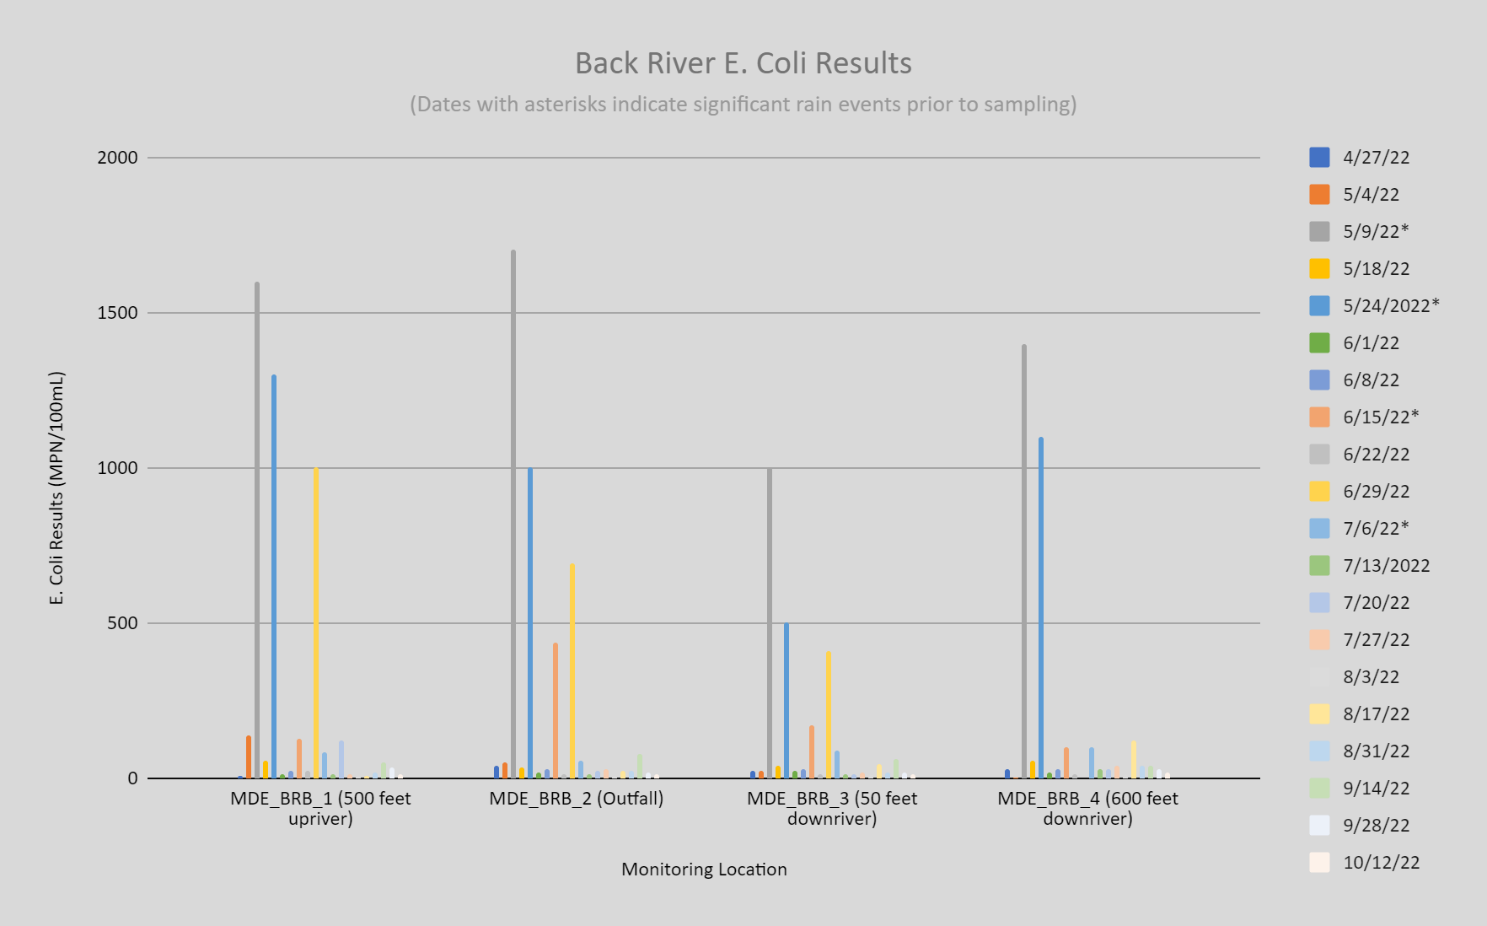 Back River E. Coli Results
(Dates with asterisks indicate significant rain events prior to sampling)
2000
1500
1000
500
0
E. Coli Results (MPN/100mL)
MDE_BRB_1 (500 feet
upriver)
MDE_BRB_2 (Outfall)
MDE_BRB_3 (50 feet
downriver)
MDE_BRB_4 (600 feet
downriver)
Monitoring Location
4/27/22
5/4/22
5/9/22*
5/18/22
5/24/2022*
6/1/22
6/8/22
6/15/22*
6/22/22
6/29/22
7/6/22*
7/13/2022
7/20/22
7/27/22
8/3/22
8/17/22
8/31/22
9/14/22
9/28/22
10/12/22